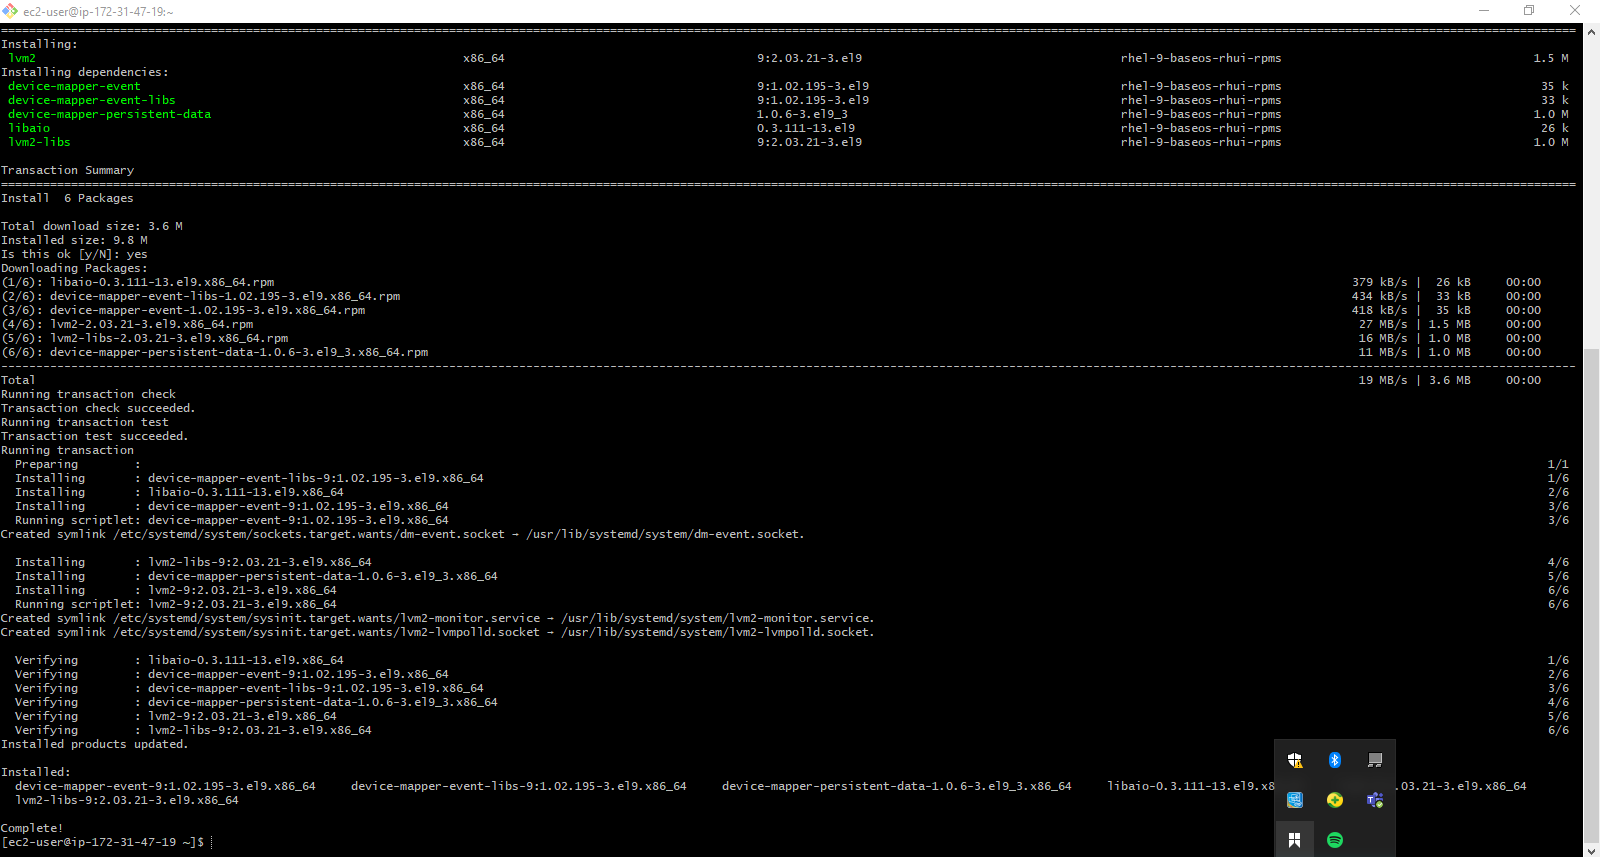 ec2-user@ip-172-31-47-19:~
Installing:
lvm2 x86_64 9:2.03.21-3.el9 rhel-9-baseos-rhui-rpms 1.5 M
Installing dependencies:
device-mapper-event x86_64 9:1.02.195-3.el9 rhel-9-baseos-rhui-rpms 35 k
device-mapper-event-libs x86_64 9:1.02.195-3.el9 rhel-9-baseos-rhui-rpms 33 k
device-mapper-persistent-data x86_64 1.0.6-3.el9_3 rhel-9-baseos-rhui-rpms 1.0 M
libaio x86_64 0.3.111-13.el9 rhel-9-baseos-rhui-rpms 26 k
lvm2-libs x86_64 9:2.03.21-3.el9 rhel-9-baseos-rhui-rpms 1.0 M
Transaction Summary
Install  6 Packages
Total download size: 3.6 M
Installed size: 9.8 M
Is this ok [y/N]: yes
Downloading Packages:
(1/6): libaio-0.3.111-13.el9.x86_64.rpm 379 kB/s | 26 kB 00:00
(2/6): device-mapper-event-libs-1.02.195-3.el9.x86_64.rpm 434 kB/s | 33 kB 00:00
(3/6): device-mapper-event-1.02.195-3.el9.x86_64.rpm 418 kB/s | 35 kB 00:00
(4/6): lvm2-2.03.21-3.el9.x86_64.rpm 27 MB/s | 1.5 MB 00:00
(5/6): lvm2-libs-2.03.21-3.el9.x86_64.rpm 16 MB/s | 1.0 MB 00:00
(6/6): device-mapper-persistent-data-1.0.6-3.el9_3.x86_64.rpm 11 MB/s | 1.0 MB 00:00
Total 19 MB/s | 3.6 MB 00:00
Running transaction check
Transaction check succeeded.
Running transaction test
Transaction test succeeded.
Running transaction
Preparing : 1/1
Installing : device-mapper-event-libs-9:1.02.195-3.el9.x86_64 1/6
Installing : libaio-0.3.111-13.el9.x86_64 2/6
Installing : device-mapper-event-9:1.02.195-3.el9.x86_64 3/6
Running scriptlet: device-mapper-event-9:1.02.195-3.el9.x86_64 3/6
Created symlink /etc/systemd/system/sockets.target.wants/dm-event.socket → /usr/lib/systemd/system/dm-event.socket.
Installing : lvm2-libs-9:2.03.21-3.el9.x86_64 4/6
Installing : device-mapper-persistent-data-1.0.6-3.el9_3.x86_64 5/6
Installing : lvm2-9:2.03.21-3.el9.x86_64 6/6
Running scriptlet: lvm2-9:2.03.21-3.el9.x86_64 6/6
Created symlink /etc/systemd/system/sysinit.target.wants/lvm2-monitor.service → /usr/lib/systemd/system/lvm2-monitor.service.
Created symlink /etc/systemd/system/sysinit.target.wants/lvm2-lvmpolld.socket → /usr/lib/systemd/system/lvm2-lvmpolld.socket.
Verifying : libaio-0.3.111-13.el9.x86_64 1/6
Verifying : device-mapper-event-9:1.02.195-3.el9.x86_64 2/6
Verifying : device-mapper-event-libs-9:1.02.195-3.el9.x86_64 3/6
Verifying : device-mapper-persistent-data-1.0.6-3.el9_3.x86_64 4/6
Verifying : lvm2-9:2.03.21-3.el9.x86_64 5/6
Verifying : lvm2-libs-9:2.03.21-3.el9.x86_64 6/6
Installed products updated.
Installed:
device-mapper-event-9:1.02.195-3.el9.x86_64 device-mapper-event-libs-9:1.02.195-3.el9.x86_64 device-mapper-persistent-data-1.0.6-3.el9_3.x86_64 libaio-0.3.111-13.el9.x8 .03.21-3.el9.x86_64
lvm2-libs-9:2.03.21-3.el9.x86_64
Complete!
[ec2-user@ip-172-31-47-19 ~]$